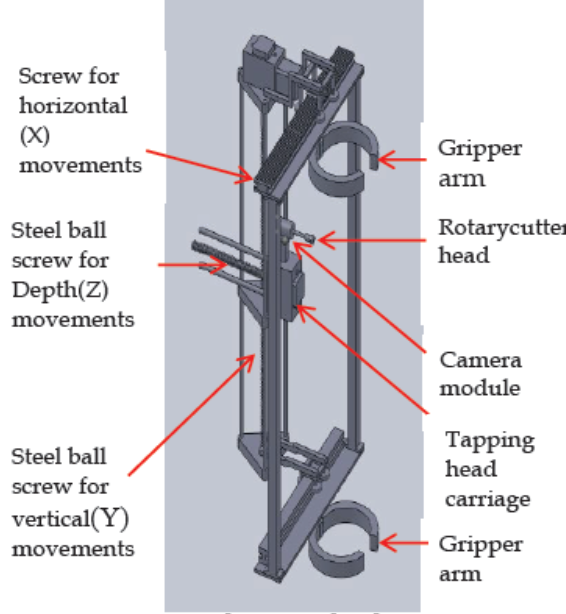 Screw for
horizontal
(X)
movements
Steel ball
screw for
Depth(Z)
movements
Steel ball
screw for
vertical(Y)
movements
Gripper
arm
Rotarycutter
head
Camera
module
Tapping
head
carriage
Gripper
arm